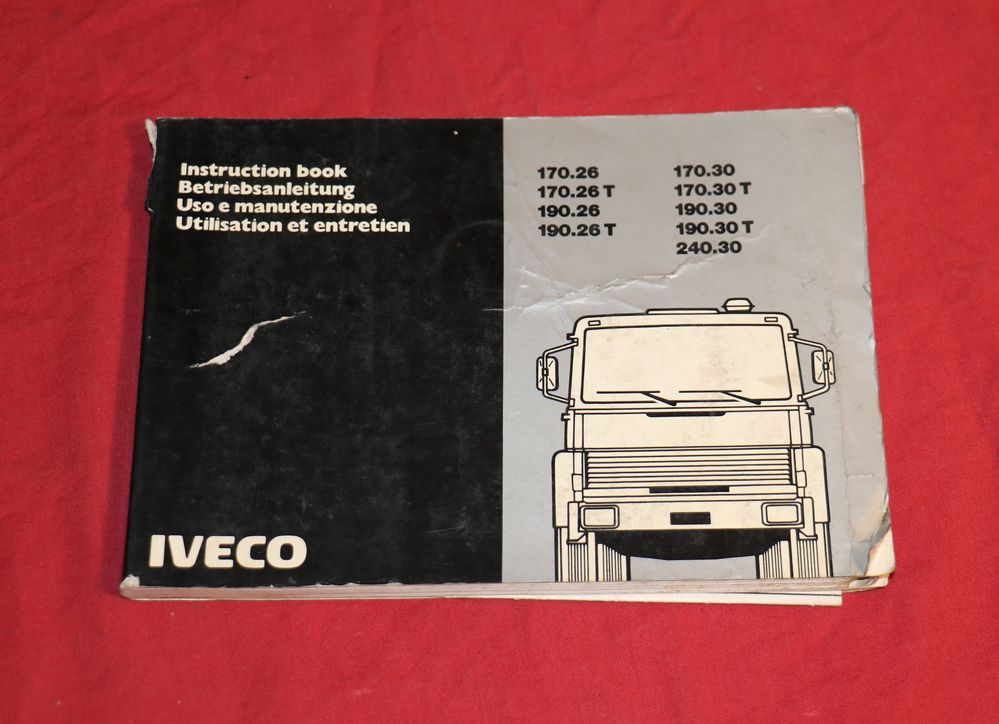 Instruction book
Betriebsanleitung
Uso e manutenzione
Utilisation et entretien
170.26
170.26 T
190.26
190.26 T
170.30
170.30 T
190.30
190.30 T
240.30
IVECO